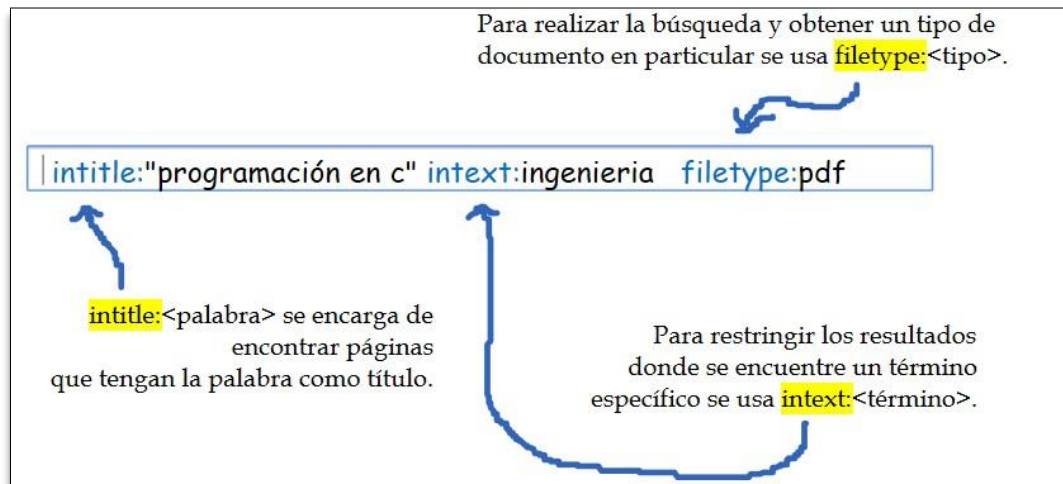 Para realizar la búsqueda y obtener un tipo de
documento en particular se usa filetype:<tipo>.
intitle:"programación en c" intext:ingenieria filetype:pdf
intitle:<palabra> se encarga de
encontrar páginas
que tengan la palabra como título.
Para restringir los resultados
donde se encuentre un término
específico se usa intext:<término>.